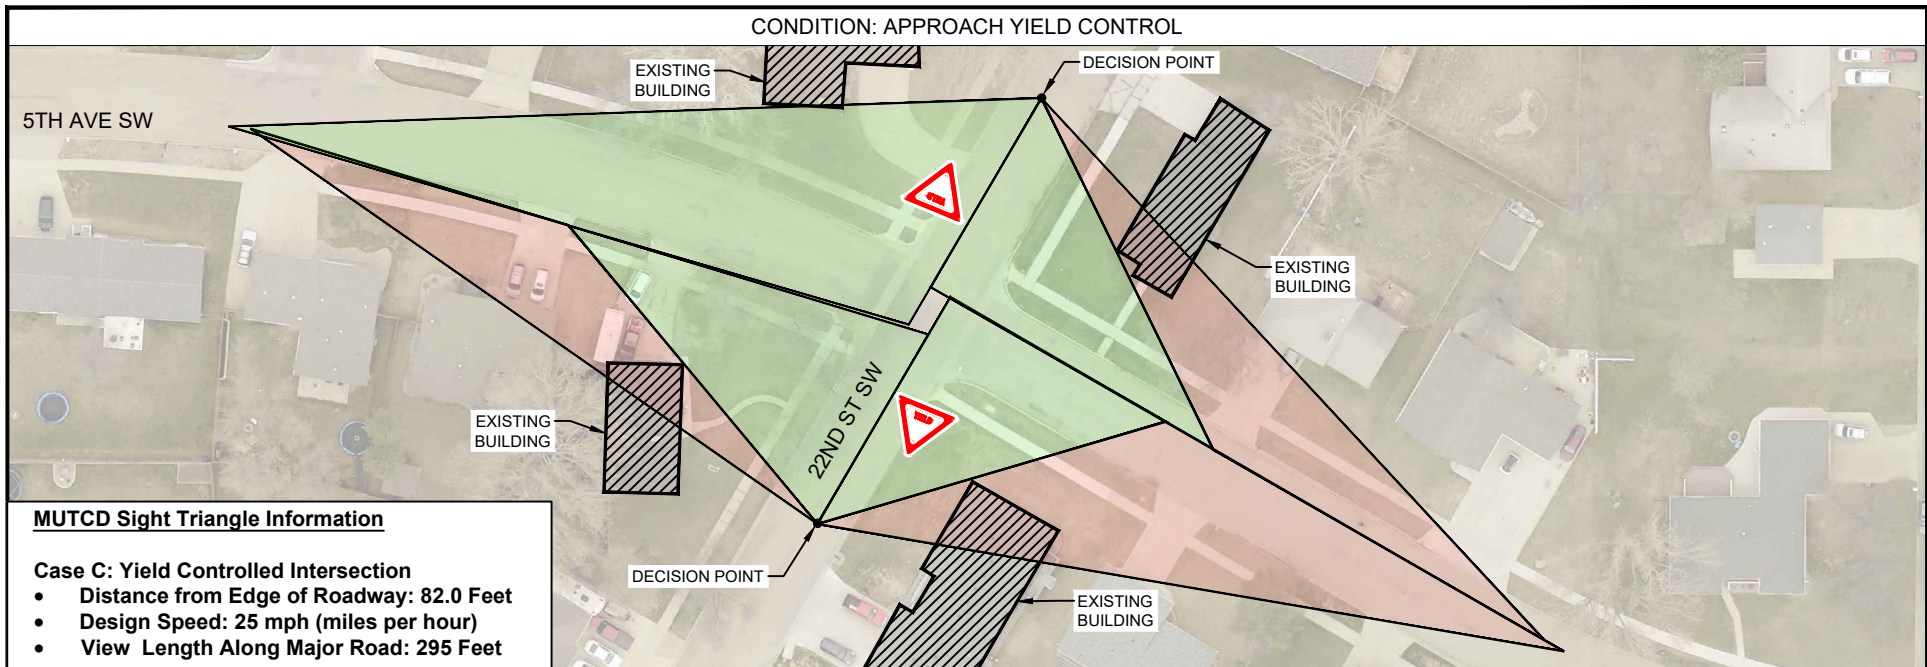 CONDITION: APPROACH YIELD CONTROL
EXISTING
BUILDING
DECISION POINT
5TH AVE SW
EXISTING
BUILDING
22ND ST SW
EXISTING
BUILDING
DECISION POINT
EXISTING
BUILDING
MUTCD Sight Triangle Information
Case C: Yield Controlled Intersection
• Distance from Edge of Roadway: 82.0 Feet
• Design Speed: 25 mph (miles per hour)
• View Length Along Major Road: 295 Feet